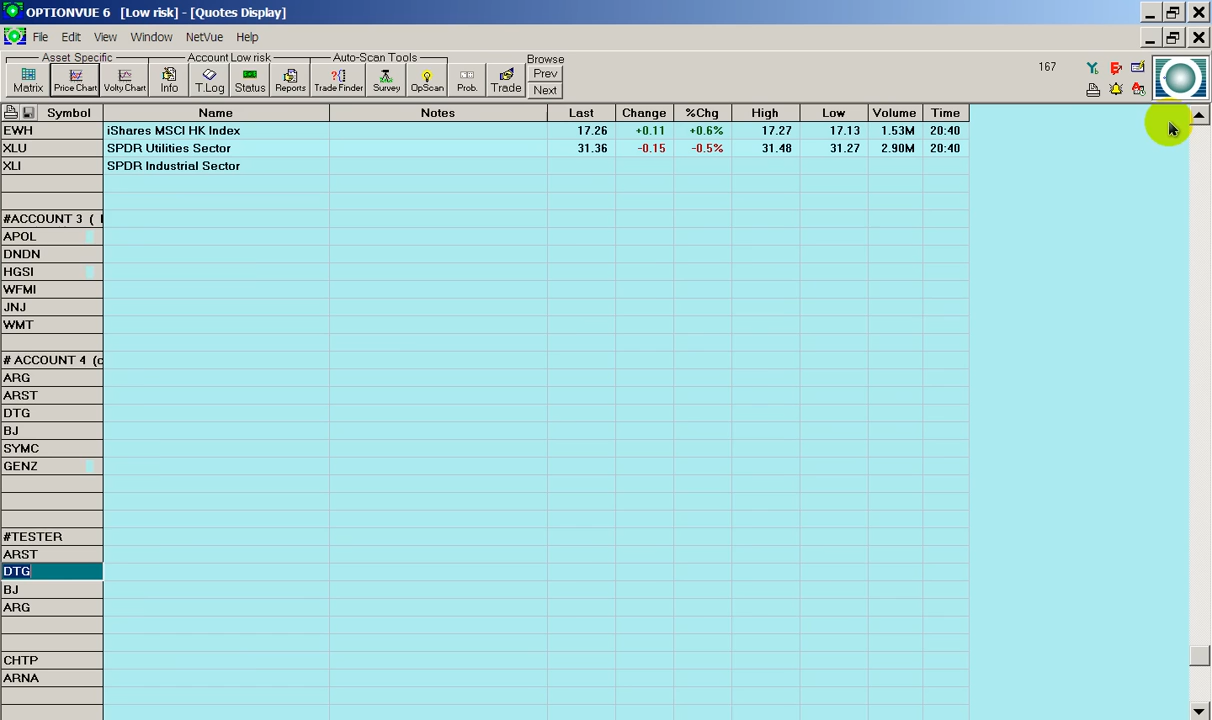 OPTIONVUE 6 [Low risk] - [Quotes Display]
File Edit View Window NetVue Help
Asset Specific Account Low risk Auto-Scan Tools Browse
Matrix Price Chart Volty Chart Info T.Log Status Reports Trade Finder Survey OpScan Prob. Trade Prev
Next
167
Symbol Name Notes Last Change %Chg High Low Volume Time
EWH iShares MSCI HK Index 17.26 +0.11 +0.6% 17.27 17.13 1.53M 20:40
XLU SPDR Utilities Sector 31.36 -0.15 -0.5% 31.48 31.27 2.90M 20:40
XLI SPDR Industrial Sector
#ACCOUNT 3 (
APOL
DNDN
HGSI
WFMI
JNJ
WMT
# ACCOUNT 4 (c
ARG
ARST
DTG
BJ
SYMC
GENZ
#TESTER
ARST
DTG
BJ
ARG
CHTP
ARNA